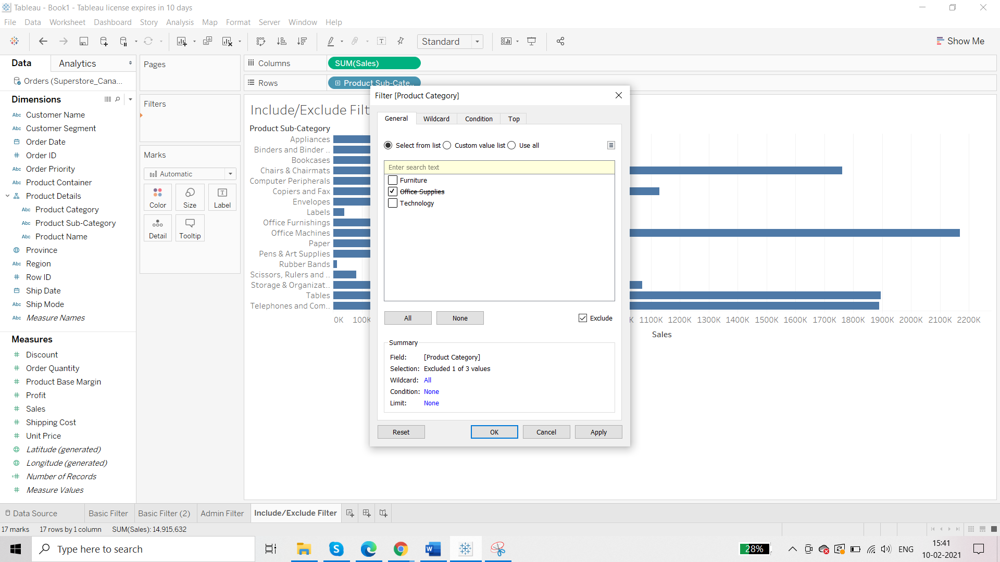 Tableau - Book1 - Tableau license expires in 10 days
File Data Worksheet Dashboard Story Analysis Map Format Server Window Help
Standard
Show Me
Data Analytics
Orders (Superstore_Cana...
Dimensions
Abc Customer Name
Abc Customer Segment
Order Date
# Order ID
Abc Order Priority
Abc Product Container
Product Details
Abc Product Category
Abc Product Sub-Category
Abc Product Name
Province
Abc Region
# Row ID
Ship Date
Abc Ship Mode
Abc Measure Names
Measures
# Discount
# Order Quantity
# Product Base Margin
# Profit
# Sales
# Shipping Cost
# Unit Price
Latitude (generated)
Longitude (generated)
=# Number of Records
# Measure Values
Pages
Filters
Marks
Automatic
Color Size Label
Detail Tooltip
Columns SUM(Sales)
Rows Product Sub-Cate..
Include/Exclude Filt
Product Sub-Category
Appliances
Binders and Binder ..
Bookcases
Chairs & Chairmats
Computer Peripherals
Copiers and Fax
Envelopes
Labels
Office Furnishings
Office Machines
Paper
Pens & Art Supplies
Rubber Bands
Scissors, Rulers and ..
Storage & Organizat..
Tables
Telephones and Com..
0K 100K K 1100K 1200K 1300K 1400K 1500K 1600K 1700K 1800K 1900K 2000K 2100K 2200K
Sales
Filter [Product Category]
General Wildcard Condition Top
Select from list Custom value list Use all
Enter search text
Furniture
Office Supplies
Technology
All None Exclude
Summary
Field: [Product Category]
Selection: Excluded 1 of 3 values
Wildcard: All
Condition: None
Limit: None
Reset OK Cancel Apply
Data Source Basic Filter Basic Filter (2) Admin Filter Include/Exclude Filter
17 marks 17 rows by 1 column SUM(Sales): 14,915,632
Type here to search
28%
ENG
15:41
10-02-2021